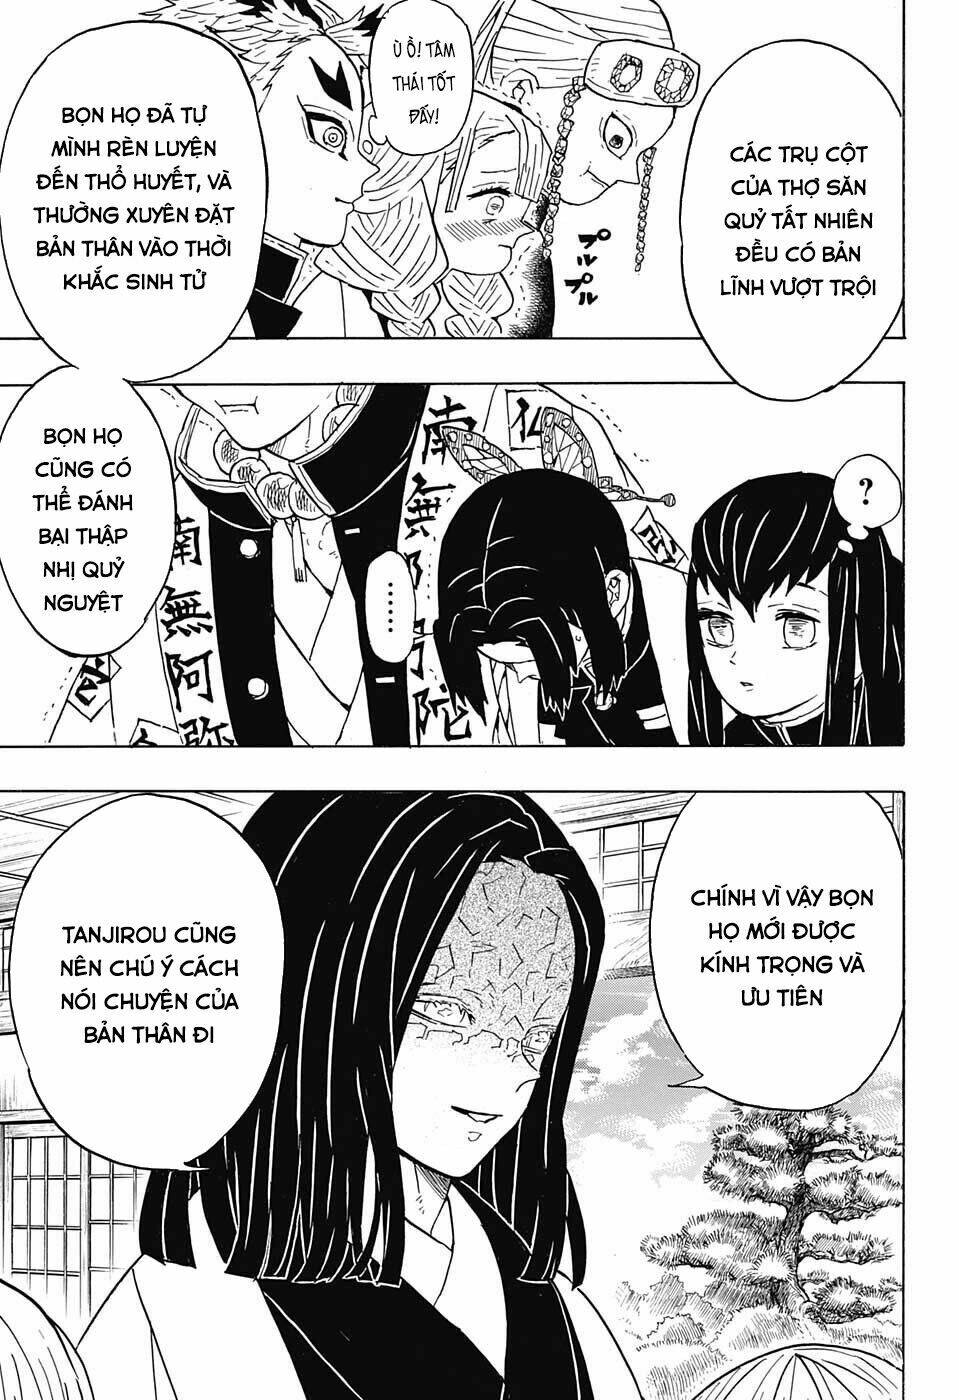 CÁC TRỤ CỘT
CỦA THỢ SĂN
QUỶ TẤT NHIÊN
ĐỀU CÓ BẢN
LĨNH VƯỢT TRỘI
Ù Ồ! TÂM
THÁI TỐT
ĐẤY!
プルプル
BỌN HỌ ĐÃ TỰ
MÌNH RÈN LUYỆN
ĐẾN THỔ HUYẾT, VÀ
THƯỜNG XUYÊN ĐẶT
BẢN THÂN VÀO THỜI
KHẮC SINH TỬ
?
.......
南無阿弥陀
仏
南無阿弥
BỌN HỌ
CŨNG CÓ
THỂ ĐÁNH
BẠI THẬP
NHỊ QUỶ
NGUYỆT
CHÍNH VÌ VẬY BỌN
HỌ MỚI ĐƯỢC
KÍNH TRỌNG VÀ
ƯU TIÊN
TANJIROU CŨNG
NÊN CHÚ Ý CÁCH
NÓI CHUYỆN CỦA
BẢN THÂN ĐI